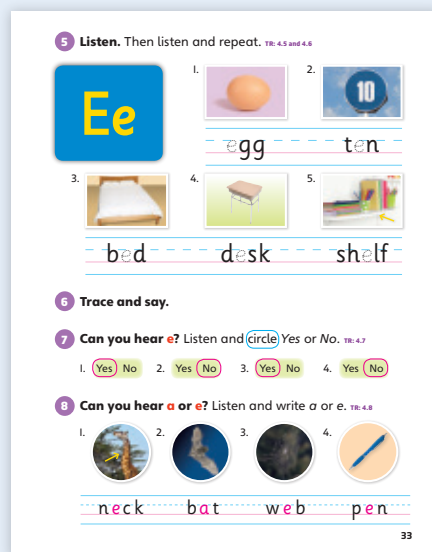 5 Listen. Then listen and repeat. TR: 4.5 and 4.6
Ee
1. 2.
10
egg ten
3. 4. 5.
bed desk shelf
6 Trace and say.
7 Can you hear e? Listen and circle Yes or No. TR: 4.7
1. Yes No 2. Yes No 3. Yes No 4. Yes No
8 Can you hear a or e? Listen and write a or e. TR: 4.8
1. 2. 3. 4.
neck bat web pen
33